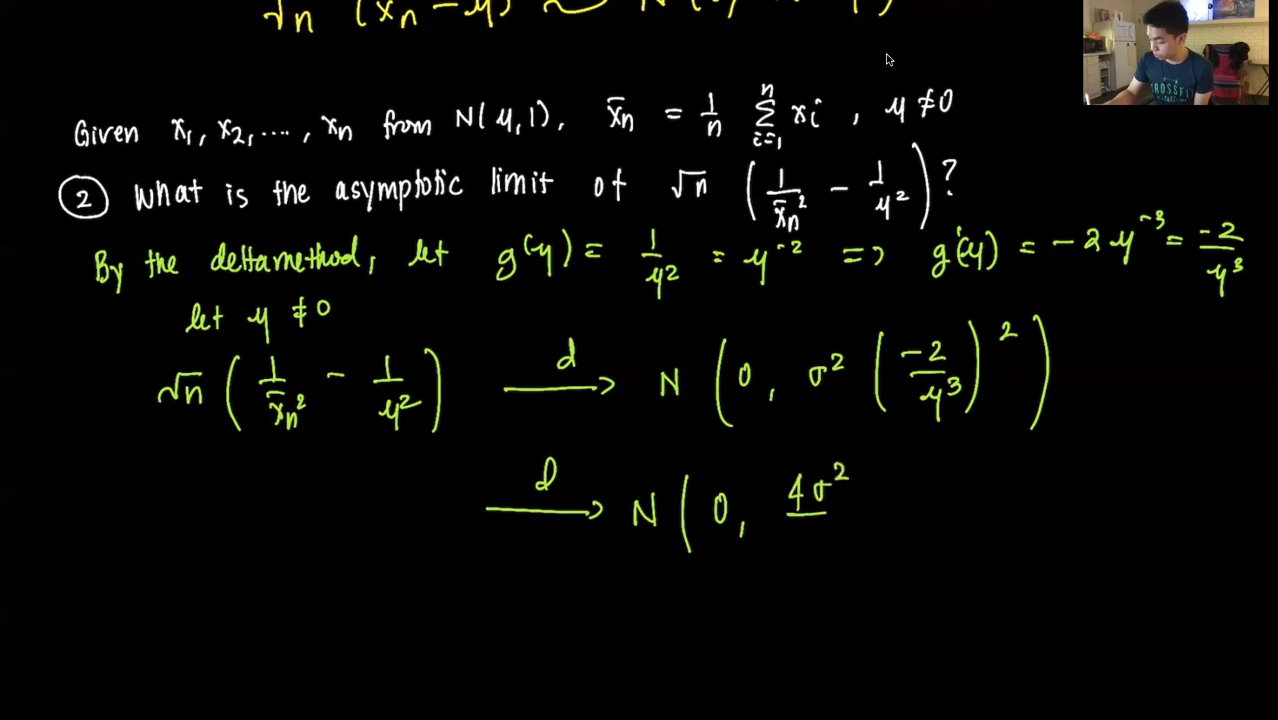 √n (x̄n − μ) ~ N(0,
Given x₁, x₂, ...., xₙ from N(μ,1), x̄ₙ = 1/n Σᵢ₌₁ⁿ xi , μ ≠ 0
② What is the asymptotic limit of √n (1/x̄ₙ² − 1/μ²)?
By the deltamethod, let g(μ) = 1/μ² = μ⁻² => g'(μ) = −2μ⁻³ = −2/μ³
let μ ≠ 0
√n (1/x̄ₙ² − 1/μ²) →ᵈ N(0, σ² (−2/μ³)²)
→ᵈ N(0, 4σ²
CROSSFIT